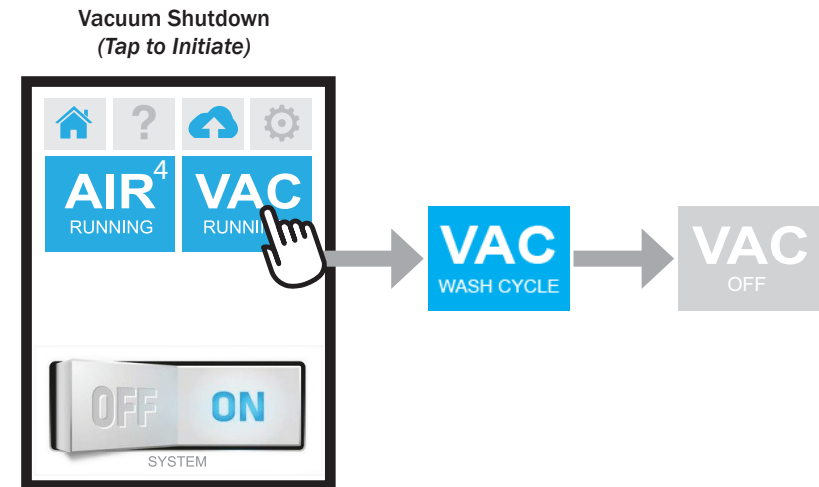 Vacuum Shutdown
(Tap to Initiate)
?
AIR4
RUNNING
VAC
VAC
WASH CYCLE
VAC
OFF
OFF
ON
SYSTEM